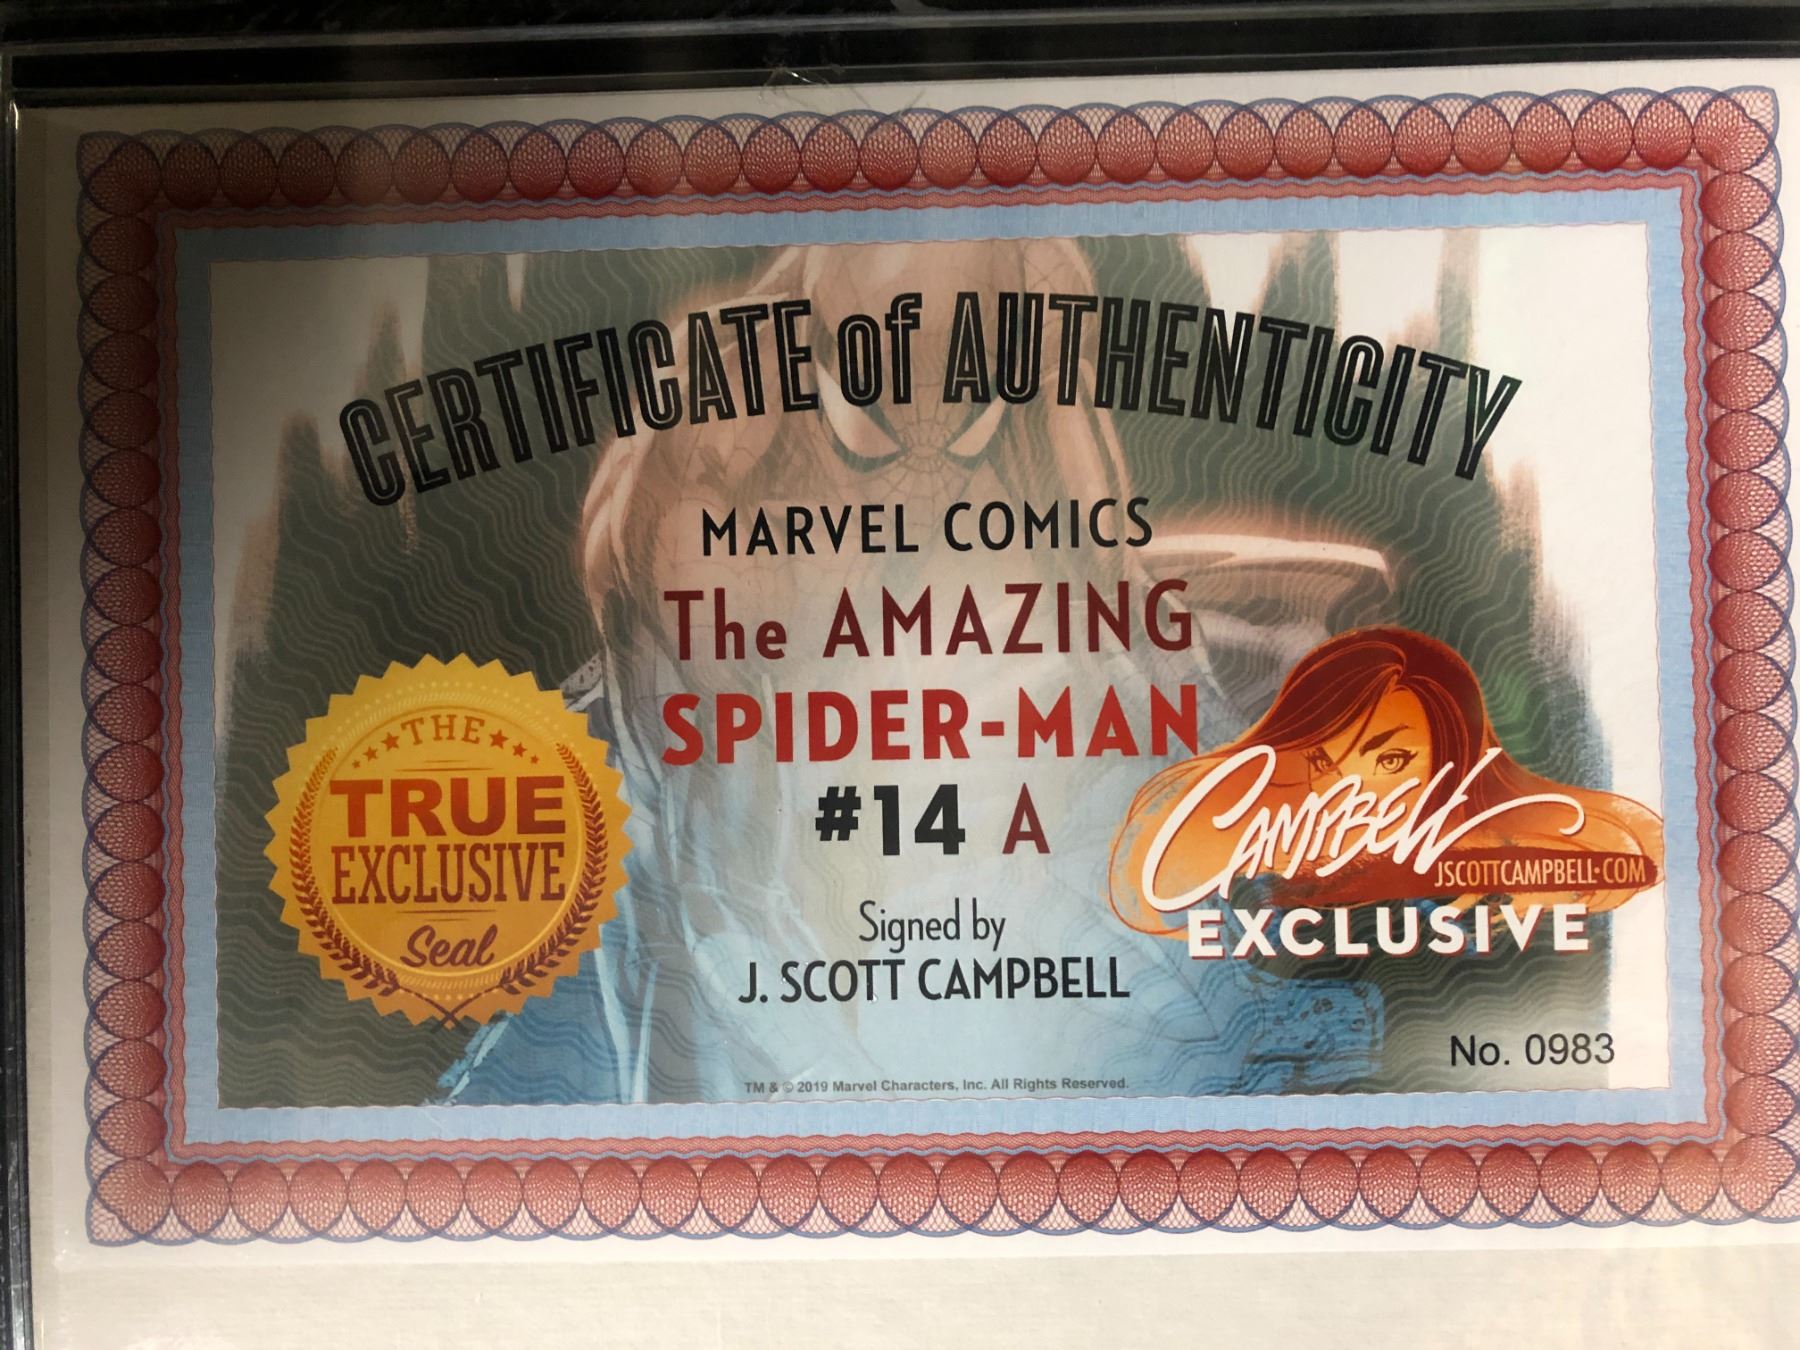 CERTIFICATE of AUTHENTICITY
MARVEL COMICS
The AMAZING
SPIDER-MAN
#14 A
Signed by
J. SCOTT CAMPBELL
THE
TRUE
EXCLUSIVE
Seal
CAMPBELL
JSCOTTCAMPBELL.COM
EXCLUSIVE
No. 0983
TM & © 2019 Marvel Characters, Inc. All Rights Reserved.